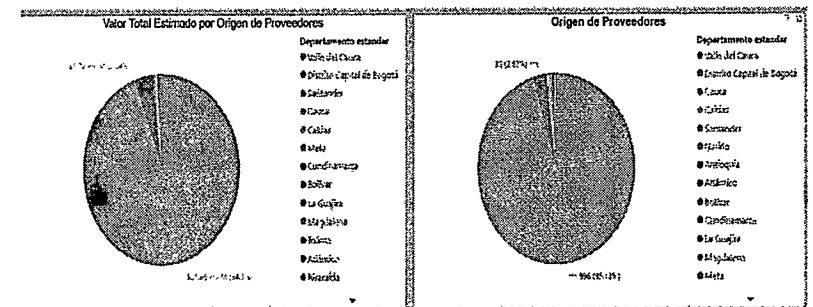 Valor Total Estimado por Origen de Proveedores
Departamento estandar
Valle del Cauca
Distrito Capital de Bogotá
Santander
Cauca
Caldas
Meta
Cundinamarca
Bolívar
La Guajira
Magdalena
Atlántico
Risaralda
Origen de Proveedores
Departamento estandar
Valle del Cauca
Distrito Capital de Bogotá
Cauca
Caldas
Santander
Antioquia
Atlántico
Bolívar
Cundinamarca
La Guajira
Magdalena
Meta